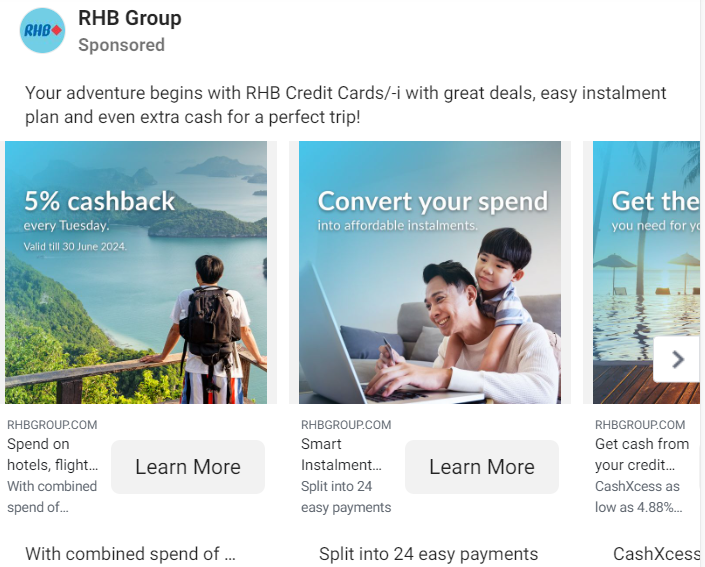 RHB
RHB Group
Sponsored
Your adventure begins with RHB Credit Cards/-i with great deals, easy instalment
plan and even extra cash for a perfect trip!
5% cashback
every Tuesday.
Valid till 30 June 2024.
RHBGROUP.COM
Spend on
hotels, flight...
With combined
spend of...
Learn More
With combined spend of ...
Convert your spend
into affordable instalments.
RHBGROUP.COM
Smart
Instalment...
Split into 24
easy payments
Learn More
Split into 24 easy payments
Get the
you need for yo
RHBGROUP.COM
Get cash from
your credit...
CashXcess as
low as 4.88%...
CashXcess